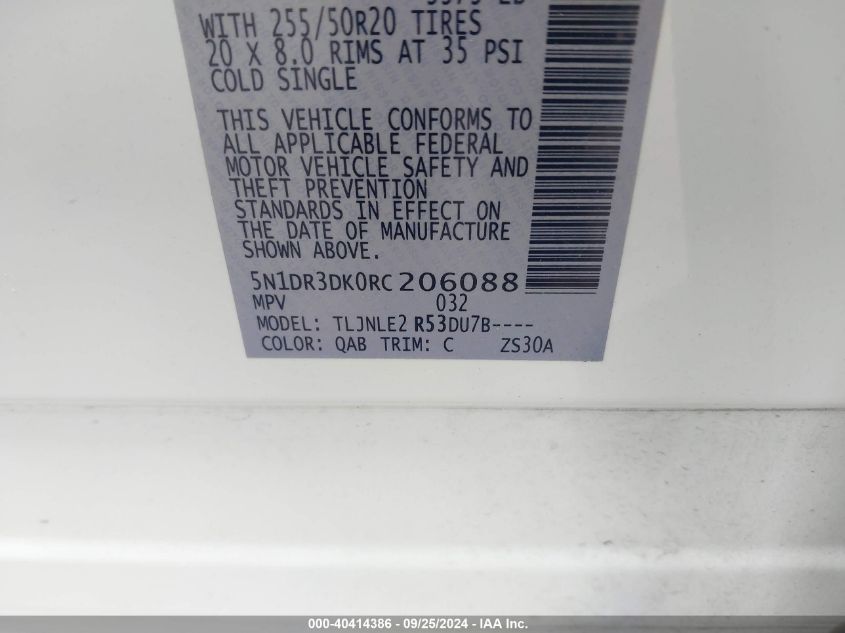 WITH 255/50R20 TIRES
20 X 8.0 RIMS AT 35 PSI
COLD SINGLE
THIS VEHICLE CONFORMS TO
ALL APPLICABLE FEDERAL
MOTOR VEHICLE SAFETY AND
THEFT PREVENTION
STANDARDS IN EFFECT ON
THE DATE OF MANUFACTURE
SHOWN ABOVE.
5N1DR3DK0RC206088
MPV 032
MODEL: TLJNLE2 R53DU7B----
COLOR: QAB TRIM: C ZS30A
000-40414386 - 09/25/2024 - IAA Inc.